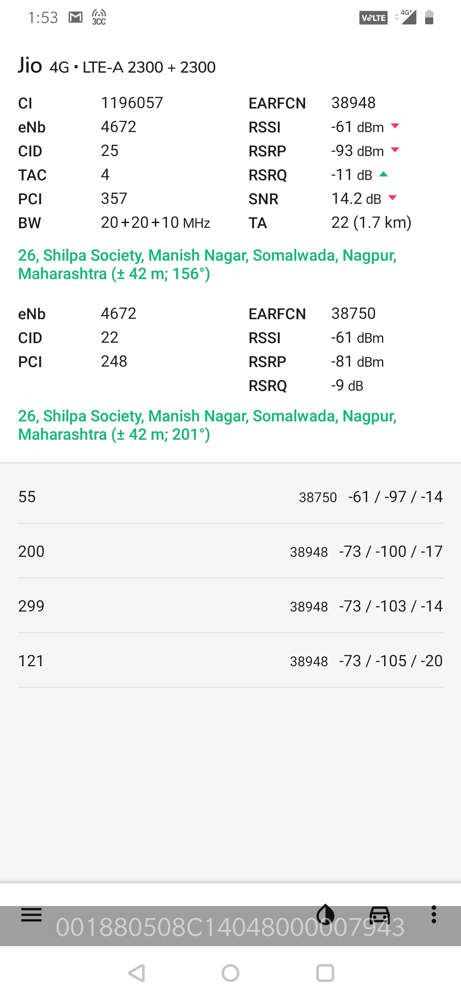 1:53 3CC VoLTE 4G+
Jio 4G • LTE-A 2300 + 2300
CI 1196057 EARFCN 38948
eNb 4672 RSSI -61 dBm
CID 25 RSRP -93 dBm
TAC 4 RSRQ -11 dB
PCI 357 SNR 14.2 dB
BW 20+20+10 MHz TA 22 (1.7 km)
26, Shilpa Society, Manish Nagar, Somalwada, Nagpur,
Maharashtra (± 42 m; 156°)
eNb 4672 EARFCN 38750
CID 22 RSSI -61 dBm
PCI 248 RSRP -81 dBm
RSRQ -9 dB
26, Shilpa Society, Manish Nagar, Somalwada, Nagpur,
Maharashtra (± 42 m; 201°)
55 38750 -61 / -97 / -14
200 38948 -73 / -100 / -17
299 38948 -73 / -103 / -14
121 38948 -73 / -105 / -20
001880508C14048000007943